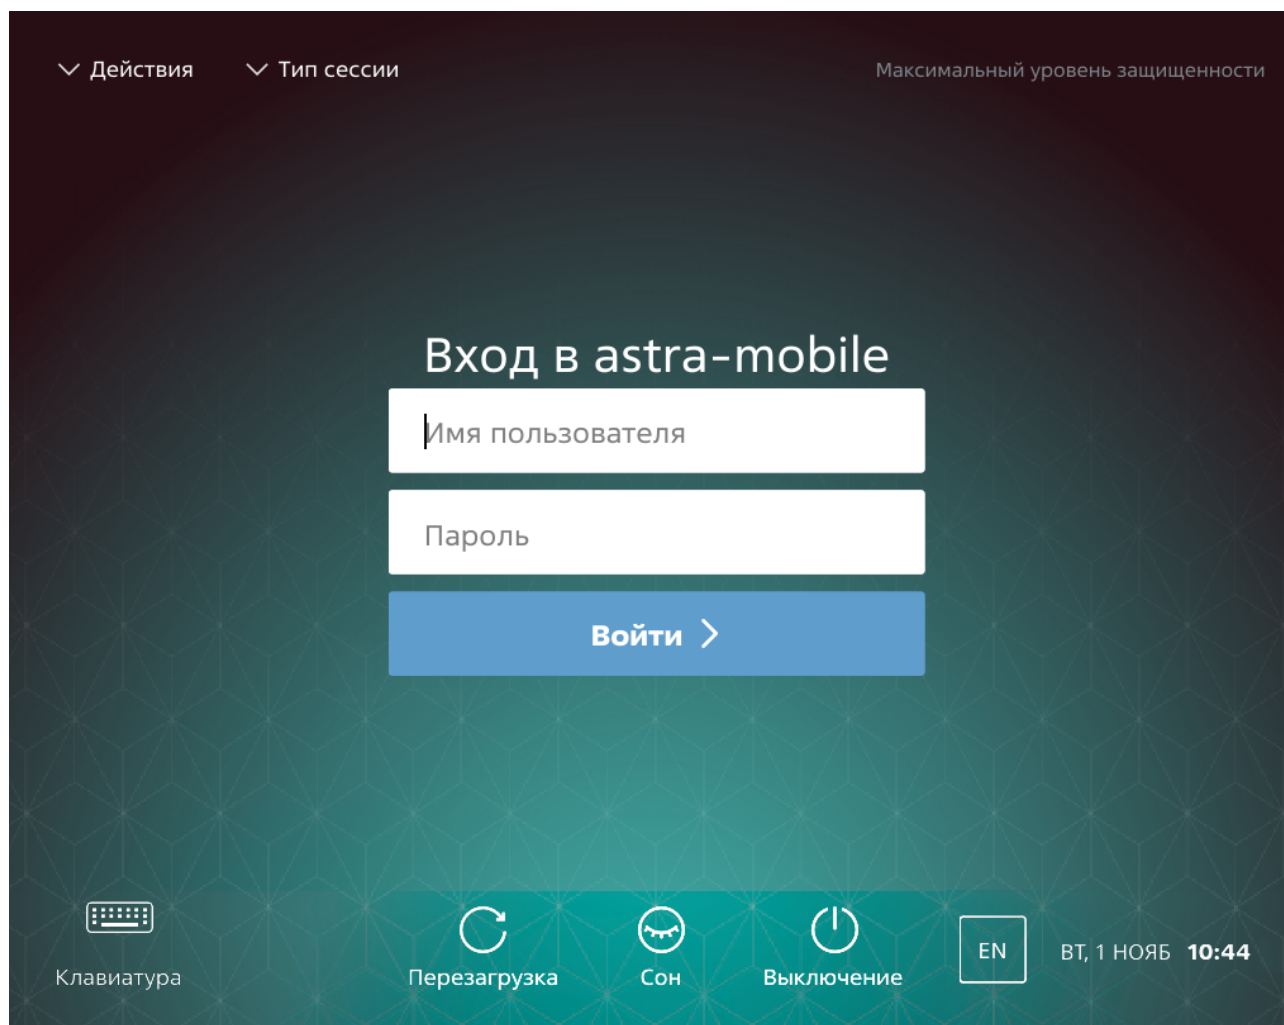 Действия
Тип сессии
Максимальный уровень защищенности
Вход в astra-mobile
Имя пользователя
Пароль
Войти
Клавиатура
Перезагрузка
Сон
Выключение
EN
ВТ, 1 НОЯБ 10:44